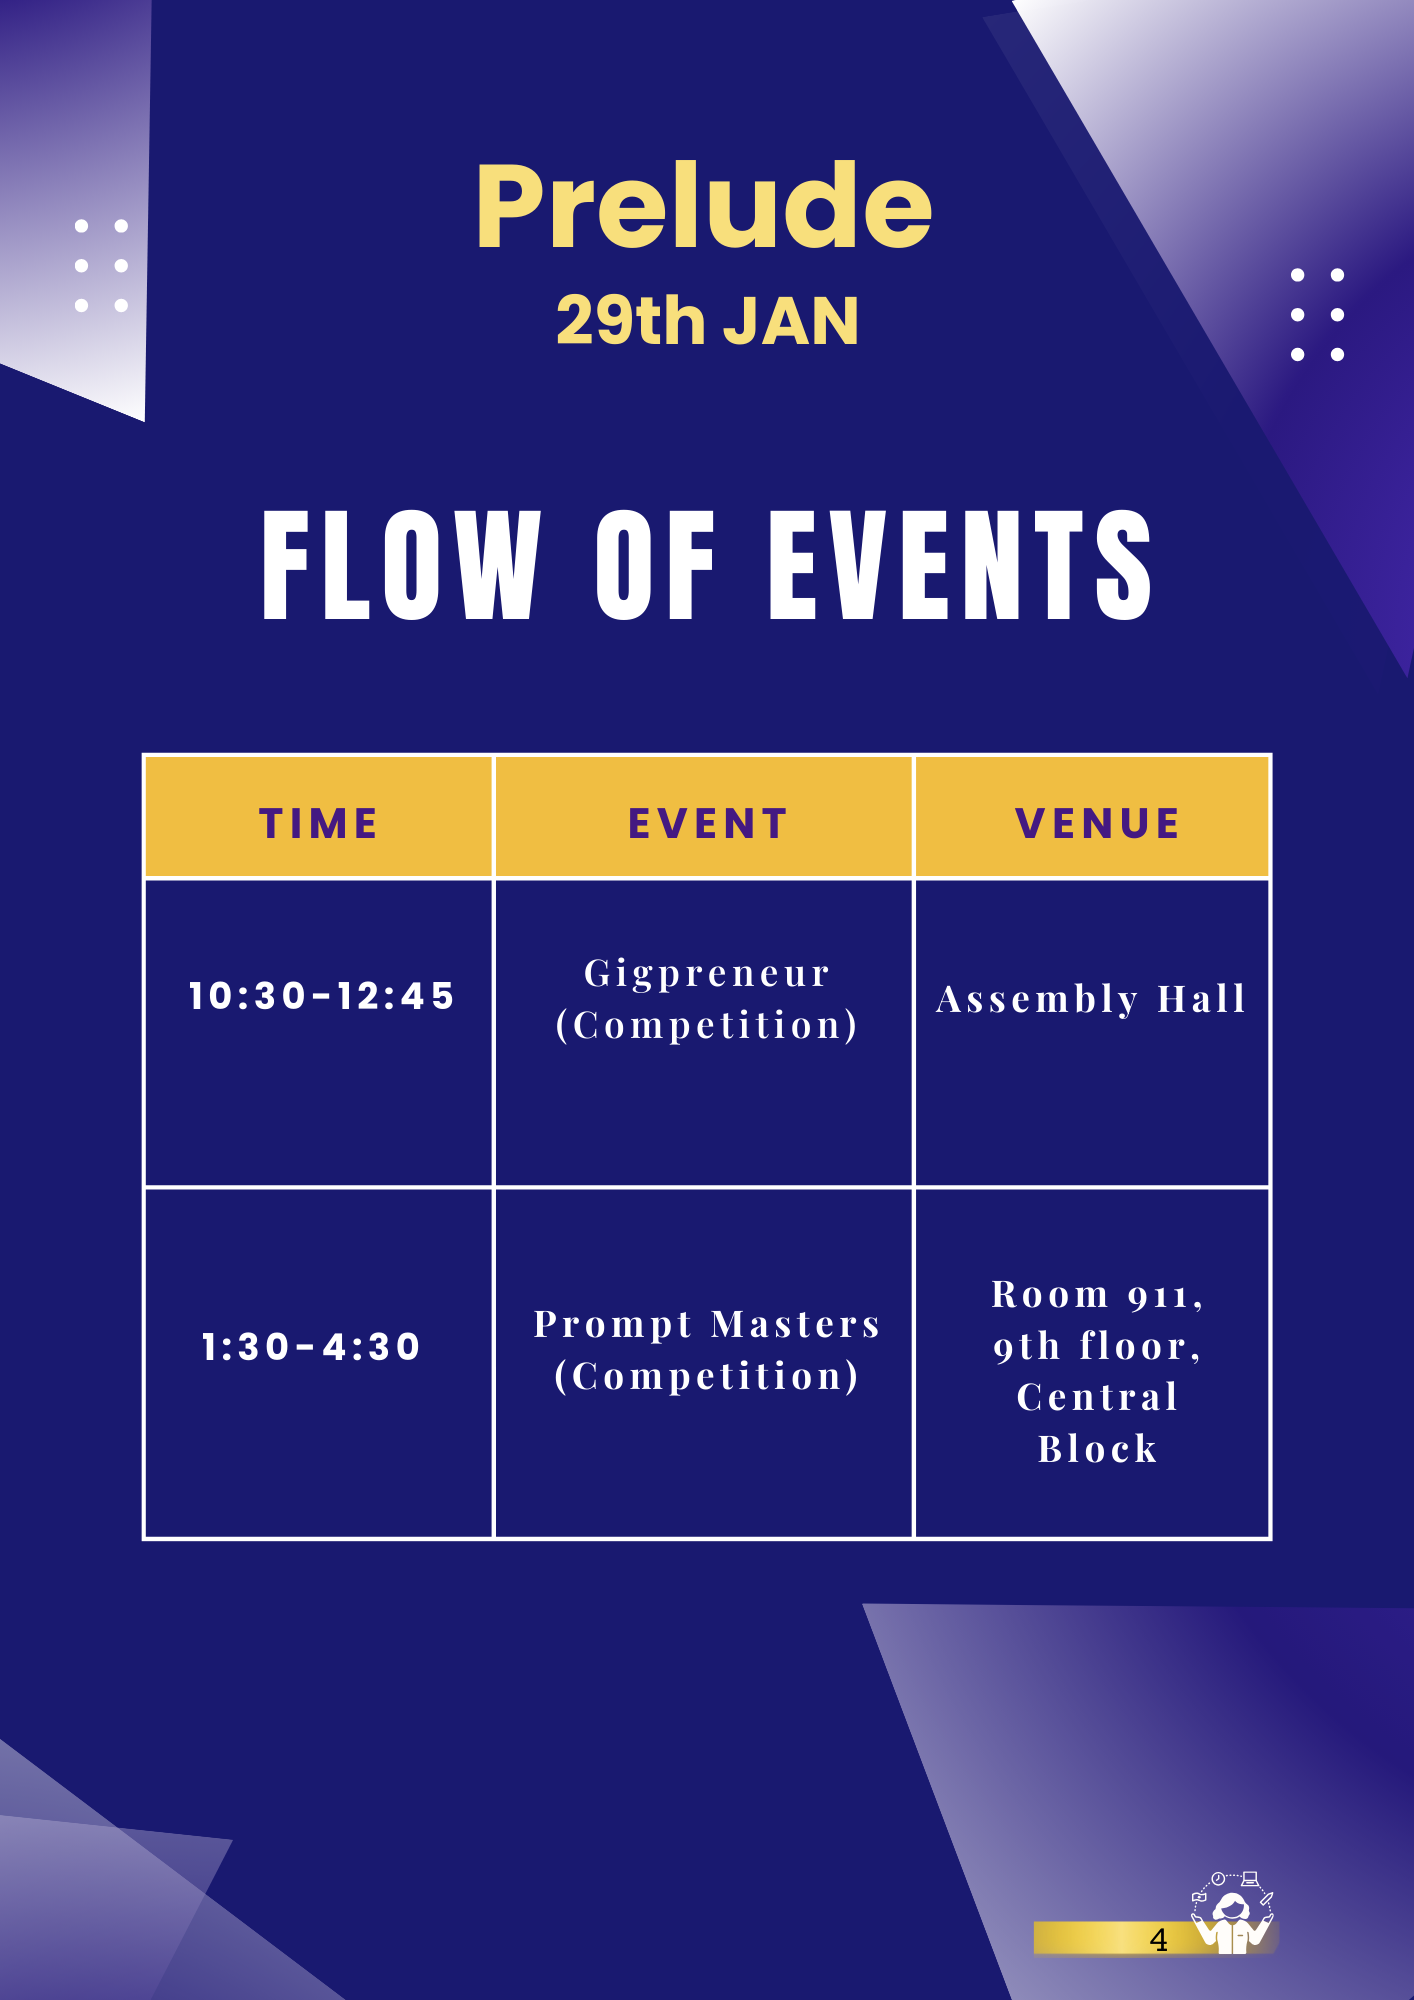 Prelude
29th JAN
FLOW OF EVENTS
TIME EVENT VENUE
10:30-12:45
Gigpreneur
(Competition)
Assembly Hall
1:30-4:30
Prompt Masters
(Competition)
Room 911,
9th floor,
Central
Block
4